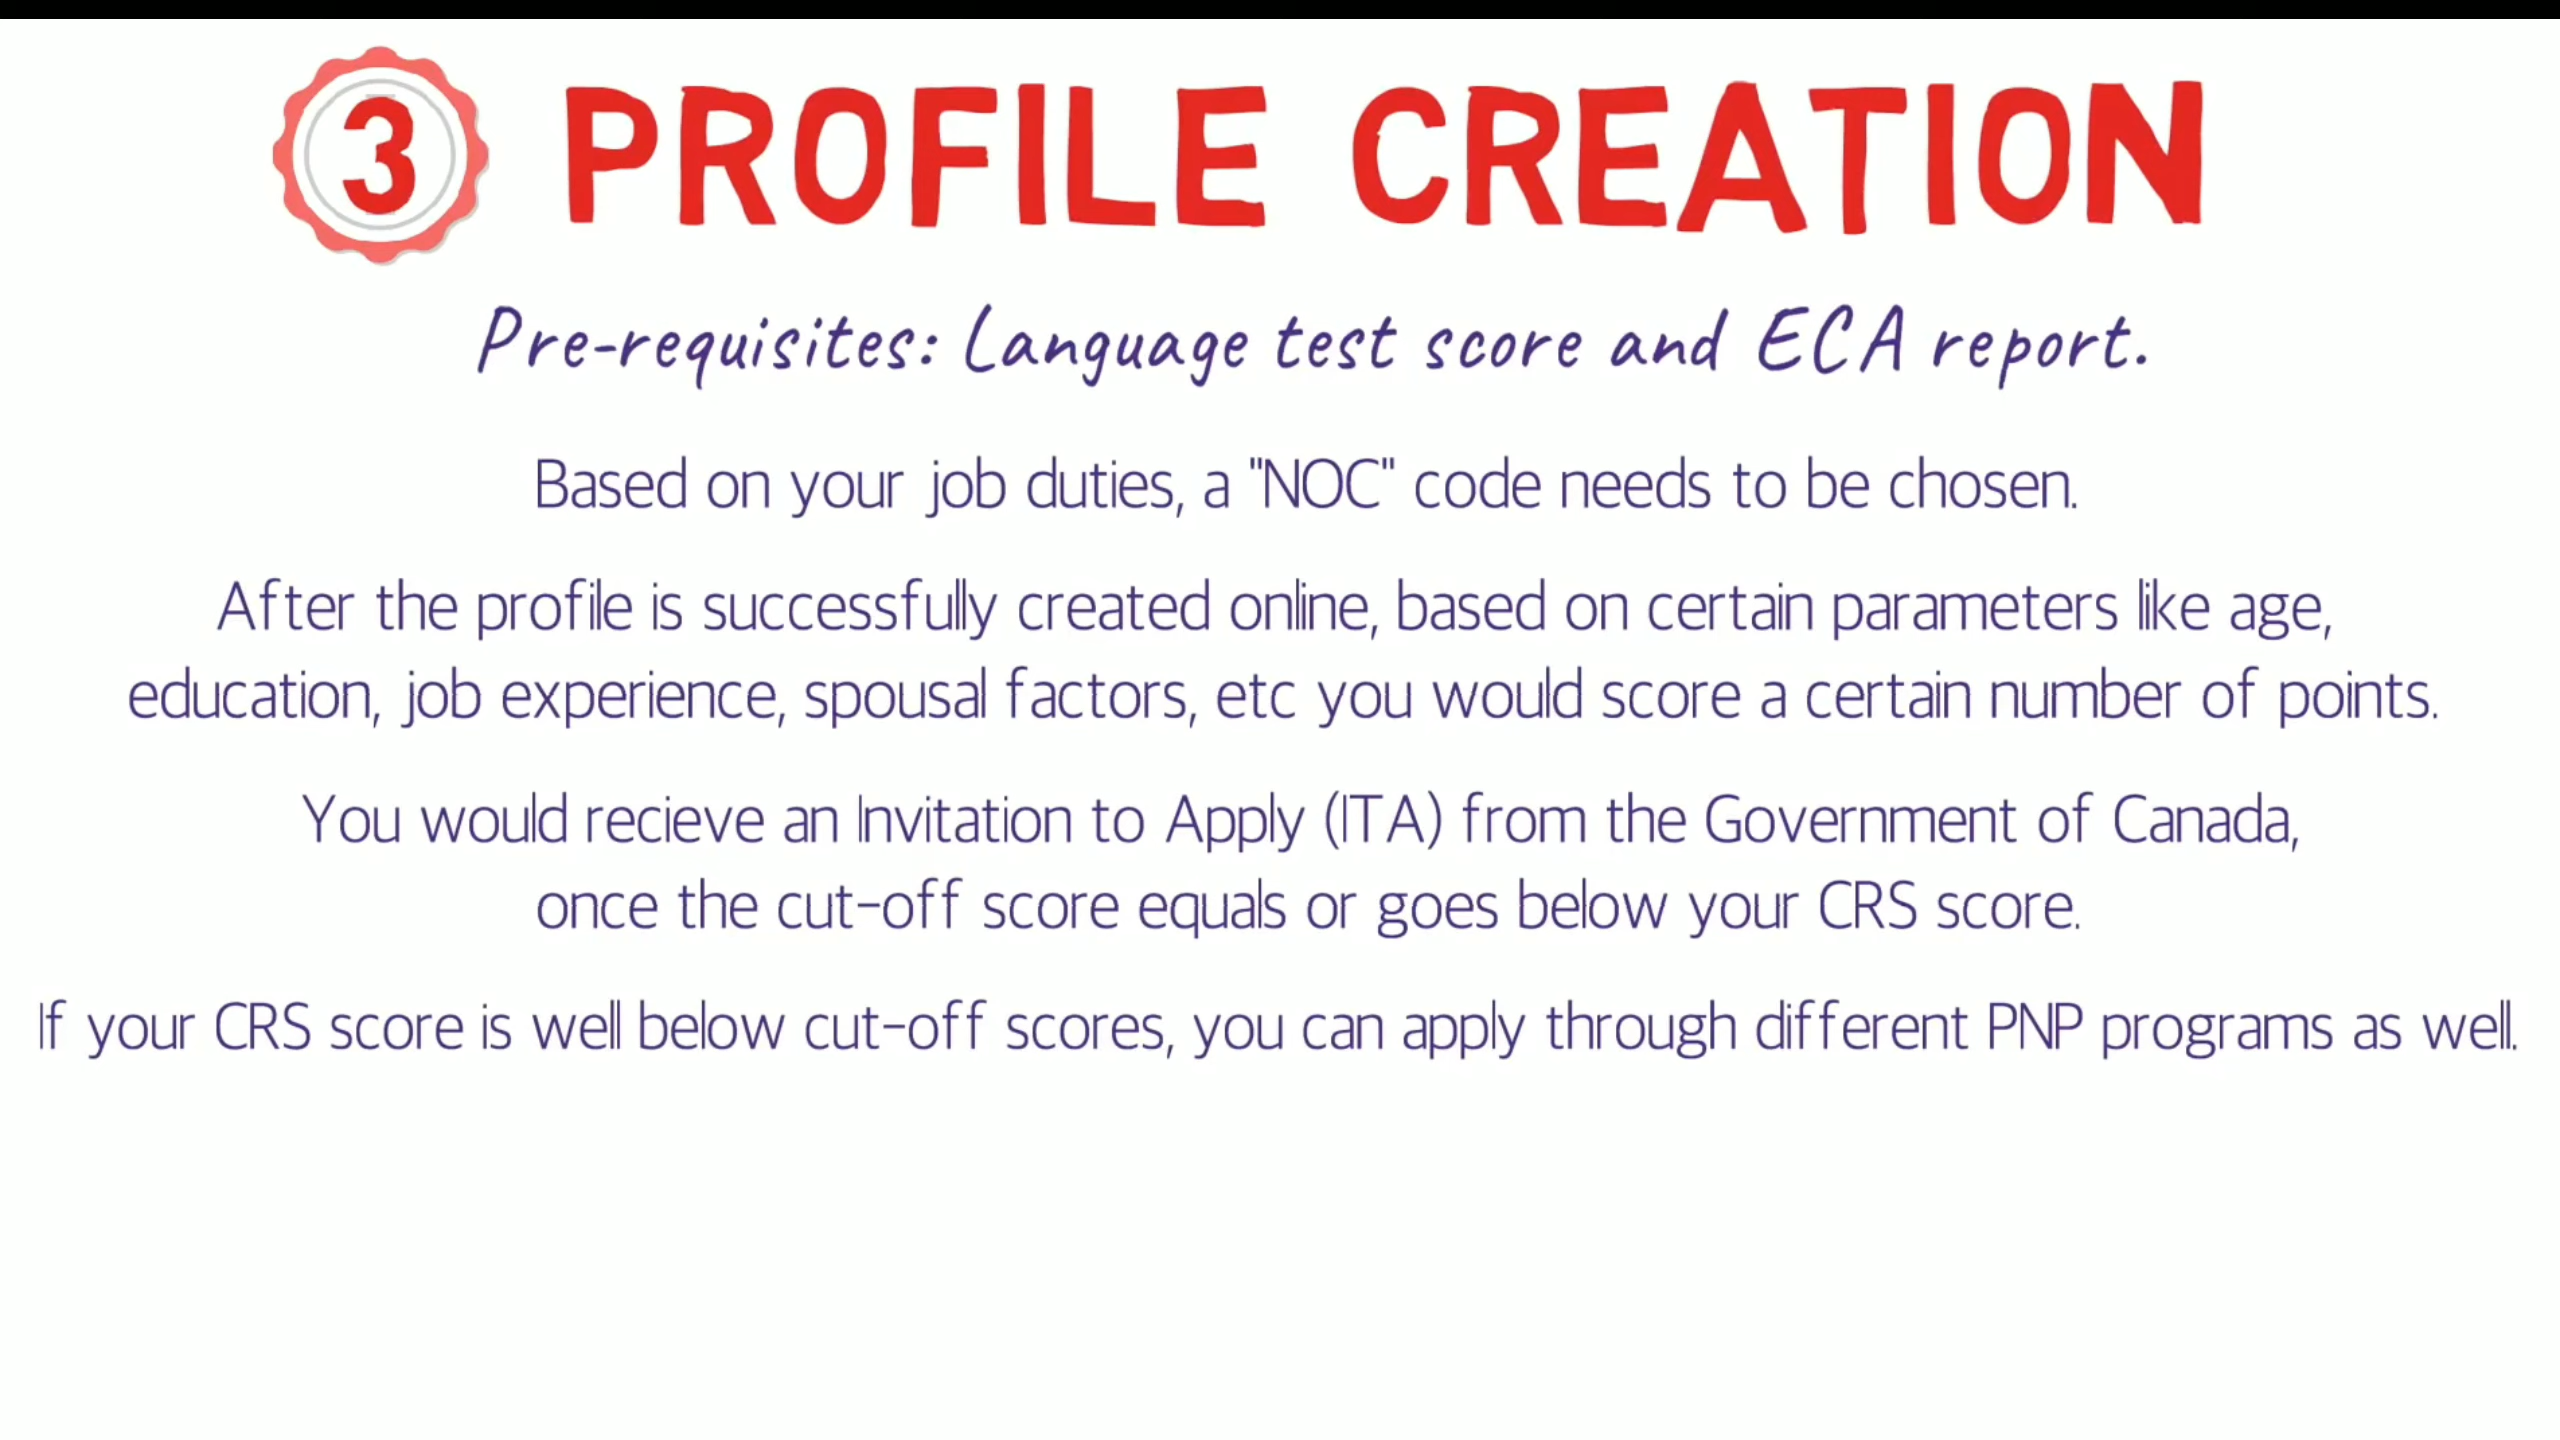 3 PROFILE CREATION
Pre-requisites: Language test score and ECA report.
Based on your job duties, a "NOC" code needs to be chosen.
After the profile is successfully created online, based on certain parameters like age,
education, job experience, spousal factors, etc you would score a certain number of points.
You would recieve an Invitation to Apply (ITA) from the Government of Canada,
once the cut-off score equals or goes below your CRS score.
If your CRS score is well below cut-off scores, you can apply through different PNP programs as well.